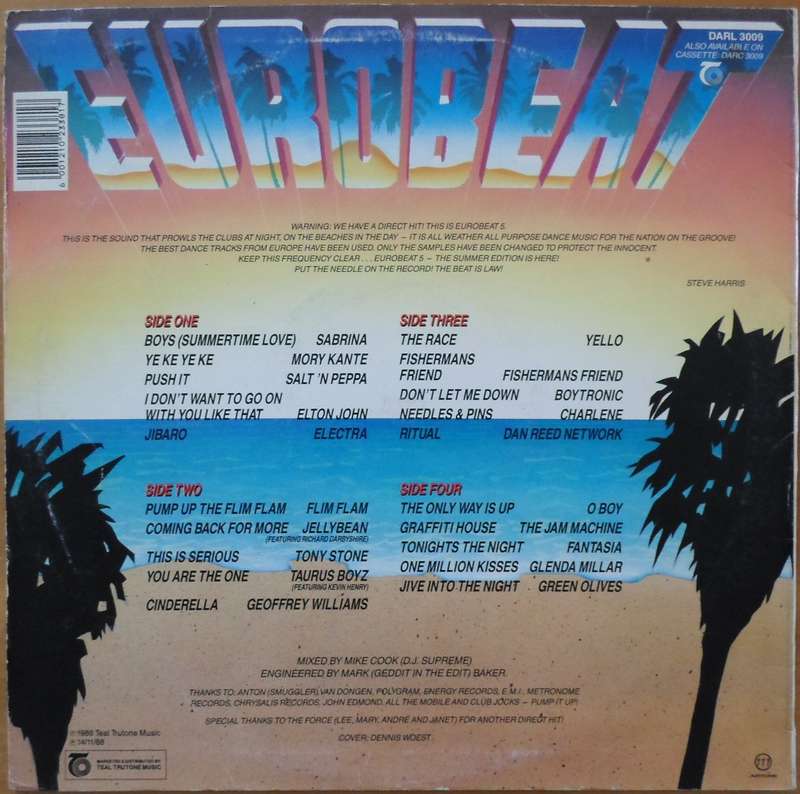 EUROBEAT
DARL 3009
ALSO AVAILABLE ON
CASSETTE: DARC 3009
WARNING: WE HAVE A DIRECT HIT! THIS IS EUROBEAT 5.
THIS IS THE SOUND THAT PROWLS THE CLUBS AT NIGHT, ON THE BEACHES IN THE DAY – IT IS ALL WEATHER ALL PURPOSE DANCE MUSIC FOR THE NATION ON THE GROOVE!
THE BEST DANCE TRACKS FROM EUROPE HAVE BEEN USED. ONLY THE SAMPLES HAVE BEEN CHANGED TO PROTECT THE INNOCENT.
KEEP THIS FREQUENCY CLEAR . . . EUROBEAT 5 – THE SUMMER EDITION IS HERE!
PUT THE NEEDLE ON THE RECORD! THE BEAT IS LAW!
STEVE HARRIS
SIDE ONE
BOYS (SUMMERTIME LOVE) SABRINA
YE KE YE KE MORY KANTE
PUSH IT SALT 'N PEPPA
I DON'T WANT TO GO ON
WITH YOU LIKE THAT ELTON JOHN
JIBARO ELECTRA
SIDE TWO
PUMP UP THE FLIM FLAM FLIM FLAM
COMING BACK FOR MORE JELLYBEAN
(FEATURING RICHARD DARBYSHIRE)
THIS IS SERIOUS TONY STONE
YOU ARE THE ONE TAURUS BOYZ
(FEATURING KEVIN HENRY)
CINDERELLA GEOFFREY WILLIAMS
SIDE THREE
THE RACE YELLO
FISHERMANS
FRIEND FISHERMANS FRIEND
DON'T LET ME DOWN BOYTRONIC
NEEDLES & PINS CHARLENE
RITUAL DAN REED NETWORK
SIDE FOUR
THE ONLY WAY IS UP O BOY
GRAFFITI HOUSE THE JAM MACHINE
TONIGHTS THE NIGHT FANTASIA
ONE MILLION KISSES GLENDA MILLAR
JIVE INTO THE NIGHT GREEN OLIVES
MIXED BY MIKE COOK (D.J. SUPREME)
ENGINEERED BY MARK (GEDDIT IN THE EDIT) BAKER.
THANKS TO: ANTON (SMUGGLER) VAN DONGEN, POLYGRAM, ENERGY RECORDS, E.M.I., METRONOME
RECORDS, CHRYSALIS RECORDS, JOHN EDMOND, ALL THE MOBILE AND CLUB JOCKS – PUMP IT UP!
SPECIAL THANKS TO THE FORCE (LEE, MARY, ANDRE AND JANET) FOR ANOTHER DIRECT HIT!
COVER: DENNIS WOEST
℗ 1988 Teal Trutone Music
℗ 14/11/88
MARKETED & DISTRIBUTED BY
TEAL TRUTONE MUSIC